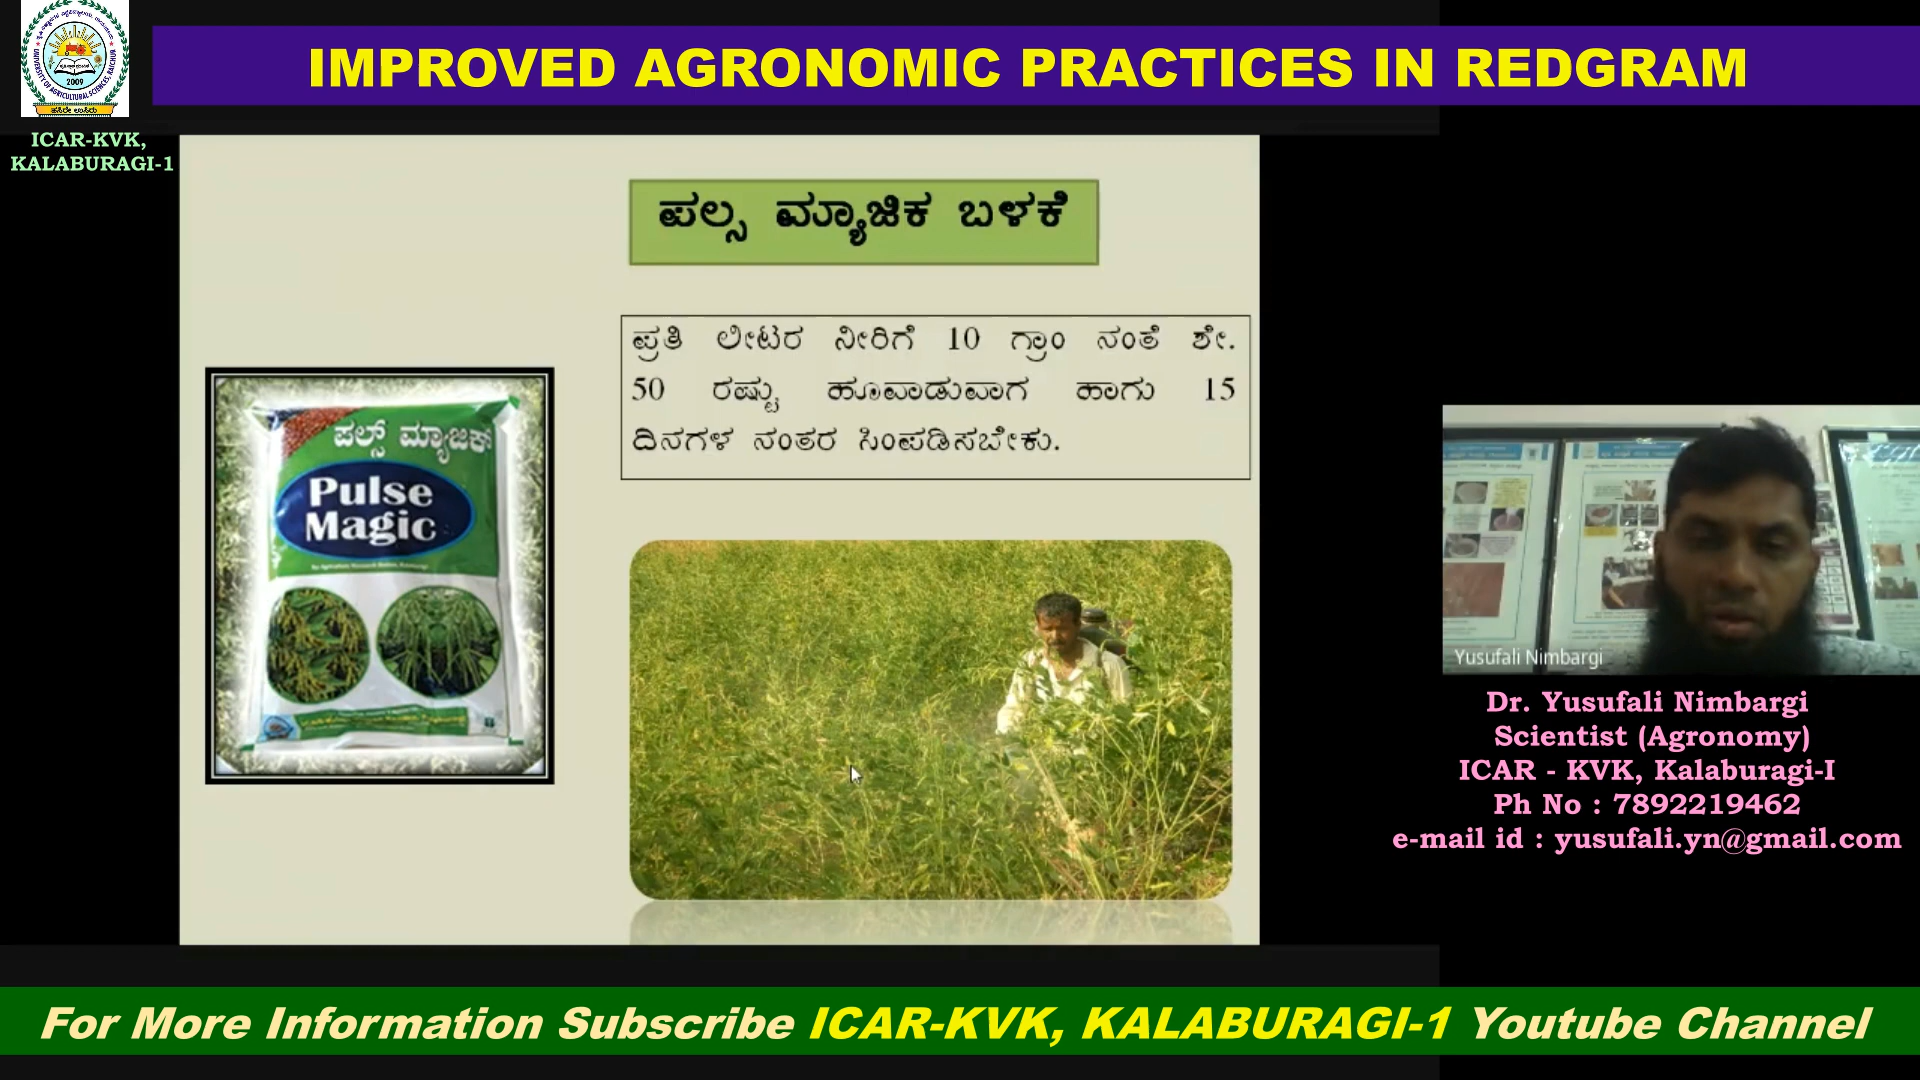 IMPROVED AGRONOMIC PRACTICES IN REDGRAM
2009
ICAR-KVK,
KALABURAGI-1
ಪಲ್ಸ ಮ್ಯಾಜಿಕ ಬಳಕೆ
ಪ್ರತಿ ಲೀಟರ ನೀರಿಗೆ 10 ಗ್ರಾಂ ನಂತೆ ಶೇ.
50 ರಷ್ಟು ಹೂವಾಡುವಾಗ ಹಾಗು 15
ದಿನಗಳ ನಂತರ ಸಿಂಪಡಿಸಬೇಕು.
ಪಲ್ಸ್ ಮ್ಯಾಜಿಕ್
Pulse
Magic
Yusufali Nimbargi
Dr. Yusufali Nimbargi
Scientist (Agronomy)
ICAR - KVK, Kalaburagi-I
Ph No : 7892219462
e-mail id : yusufali.yn@gmail.com
For More Information Subscribe ICAR-KVK, KALABURAGI-1 Youtube Channel